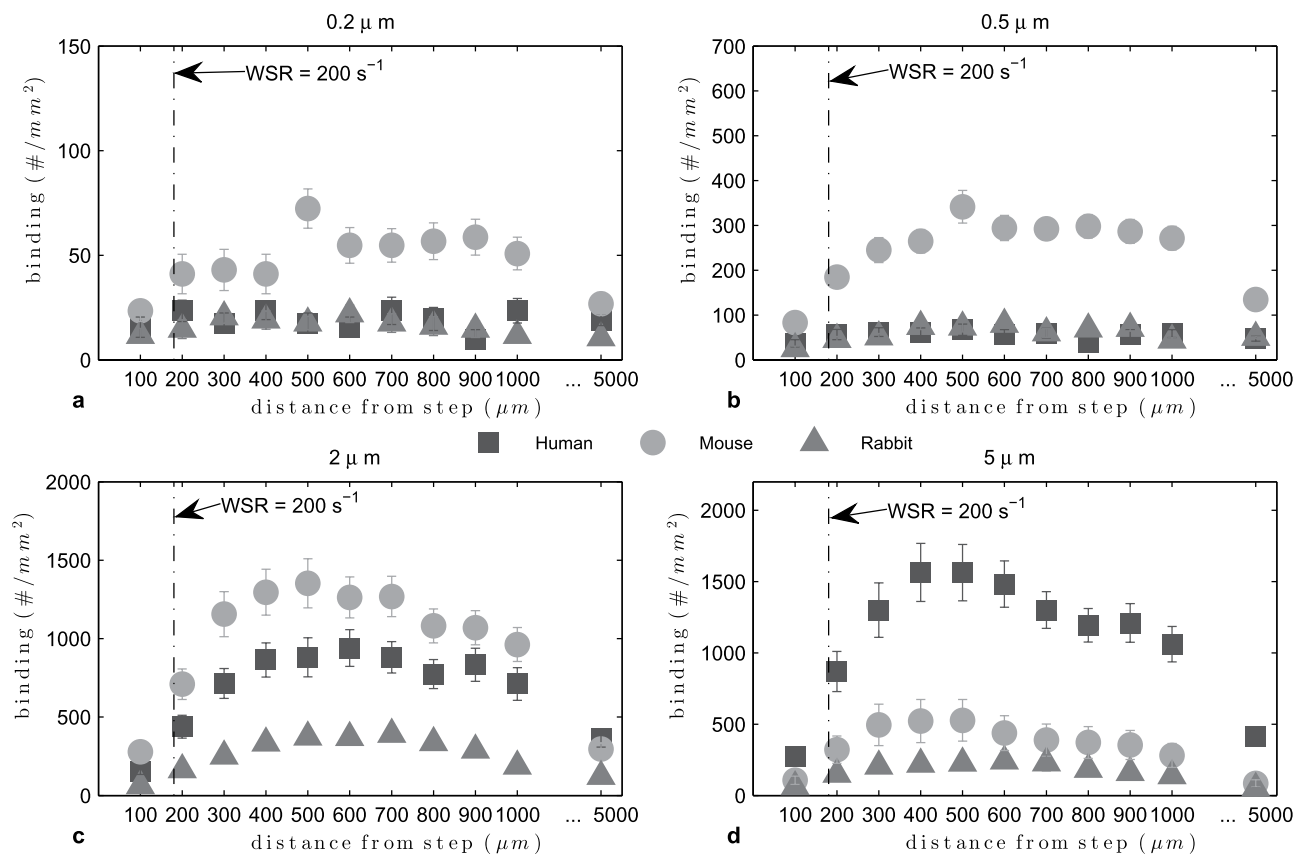 0.2 μ m
150
100
50
0
binding (#/mm²)
WSR = 200 s⁻¹
100 200 300 400 500 600 700 800 900 1000 ... 5000
a
distance from step (μm)
0.5 μ m
700
600
500
400
300
200
100
0
binding (#/mm²)
WSR = 200 s⁻¹
100 200 300 400 500 600 700 800 900 1000 ... 5000
b
distance from step (μm)
Human Mouse Rabbit
2 μ m
2000
1500
1000
500
0
binding (#/mm²)
WSR = 200 s⁻¹
100 200 300 400 500 600 700 800 900 1000 ... 5000
c
distance from step (μm)
5 μ m
2000
1500
1000
500
0
binding (#/mm²)
WSR = 200 s⁻¹
100 200 300 400 500 600 700 800 900 1000 ... 5000
d
distance from step (μm)